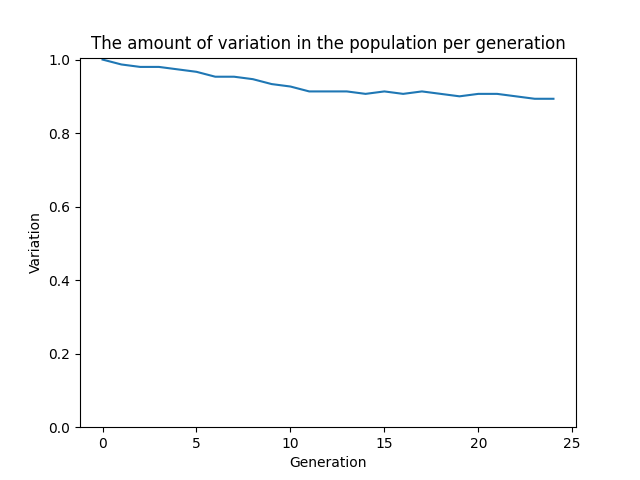 The amount of variation in the population per generation
1.0
0.8
0.6
0.4
0.2
0.0
Variation
0 5 10 15 20 25
Generation